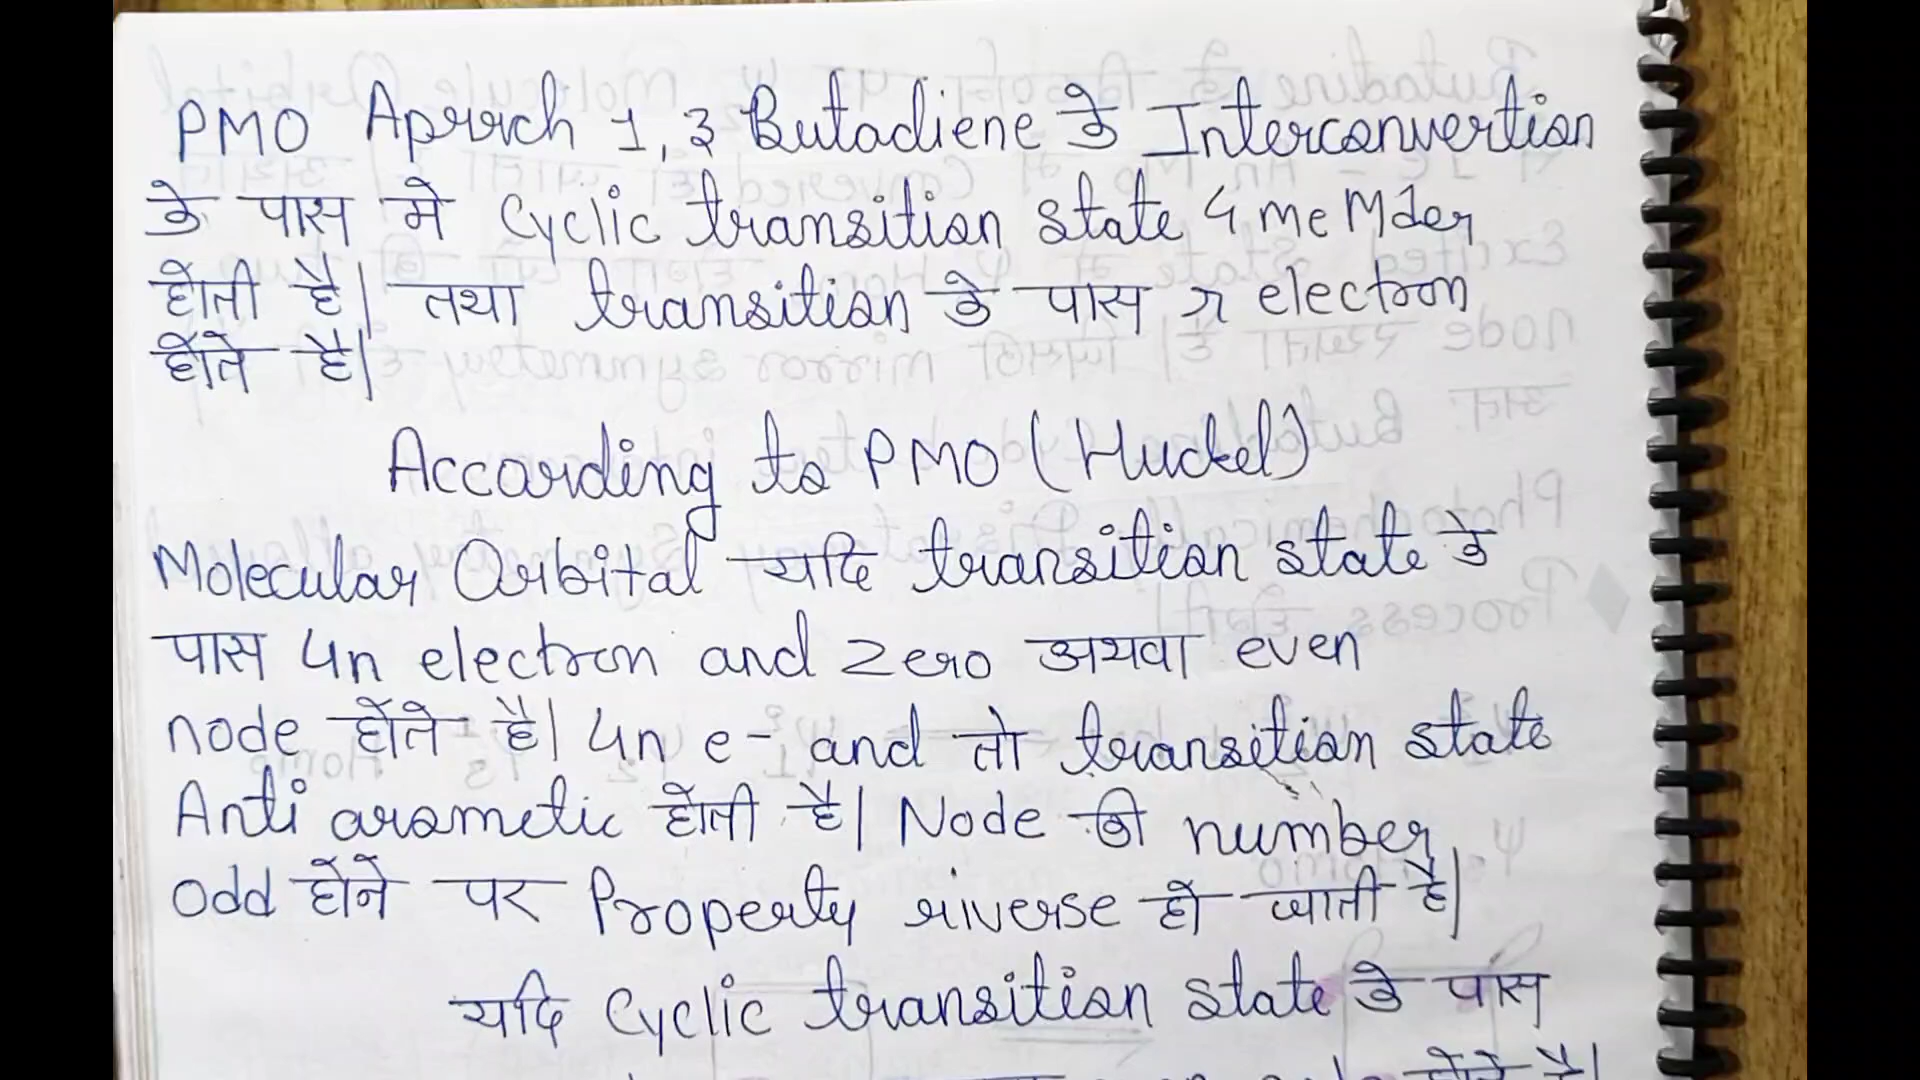 PMO Aprrch 1,3 Butadiene के Interconvertion
के पास मे Cyclic transition state 4 meMder
होती है। तथा transition के पास π electron
होते है।
According to PMO (Huckel)
Molecular Orbital यदि transition state के
पास 4n electron and zero अथवा even
node होते है। 4n e- and तो transition state
Anti arometic होती है। Node की number
odd होने पर Property riverse हो जाती है।
यदि Cyclic transition state के पास
होते है।